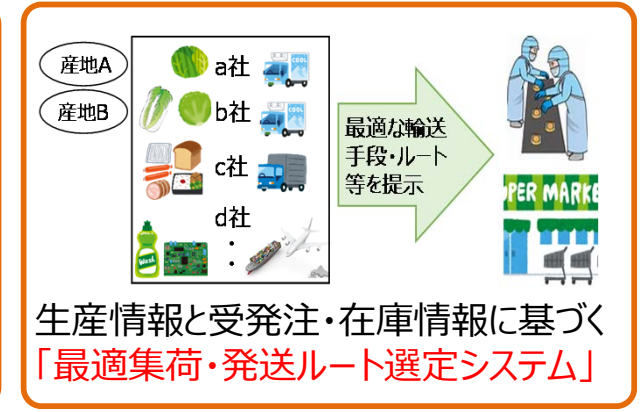 産地A
産地B
a社
b社
c社
d社
:
COOL
COOL
Wash
最適な輸送
手段・ルート
等を提示
UPER MARKE
生産情報と受発注・在庫情報に基づく
「最適集荷・発送ルート選定システム」